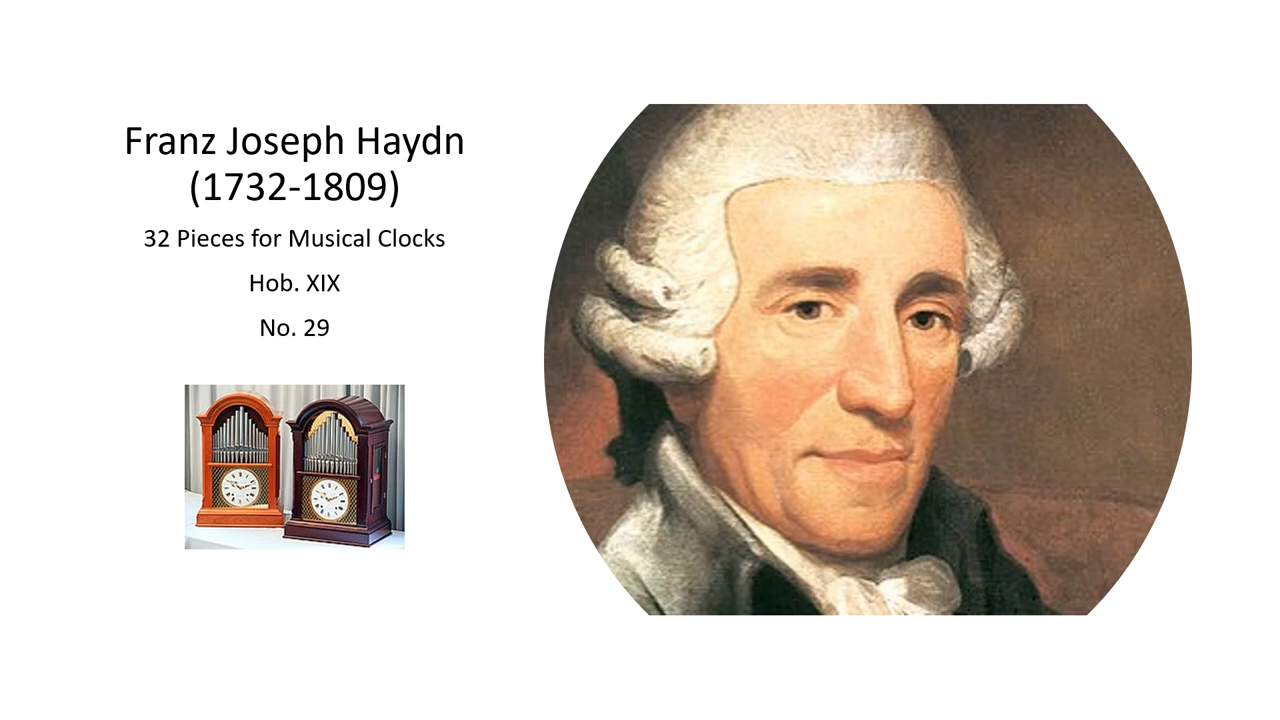 Franz Joseph Haydn
(1732-1809)
32 Pieces for Musical Clocks
Hob. XIX
No. 29